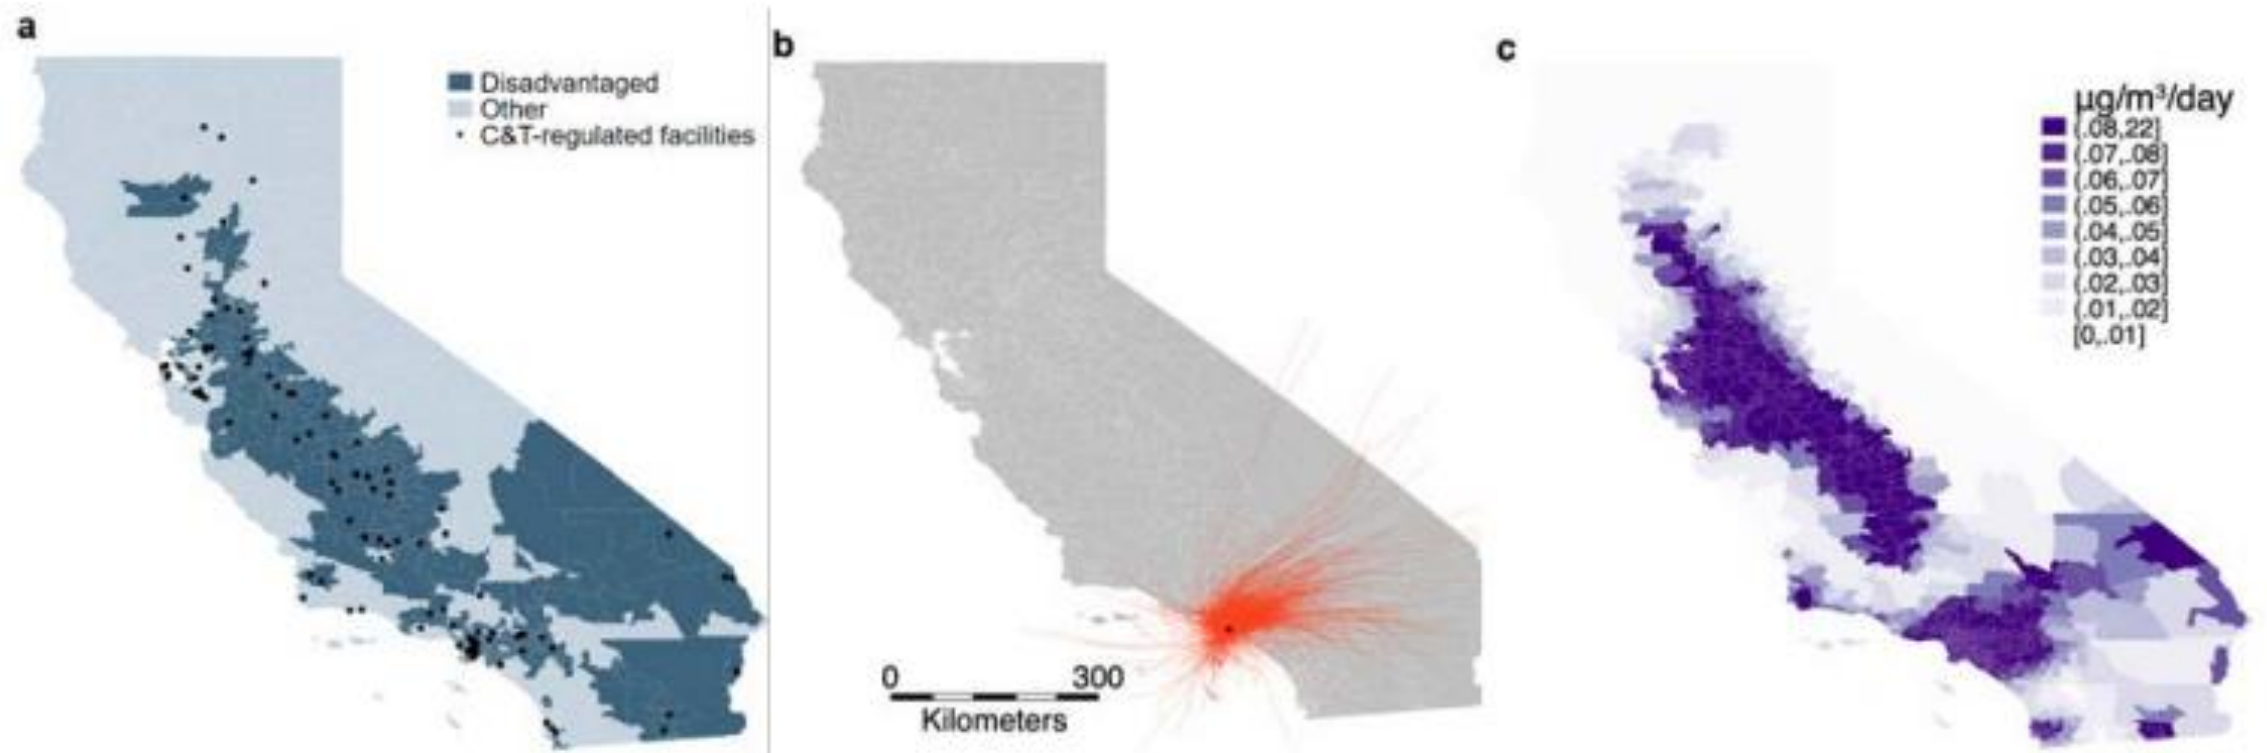 a
Disadvantaged
Other
C&T-regulated facilities
b
0 300
Kilometers
c
µg/m³/day
(.08,22]
(.07,.08]
(.06,.07]
(.05,.06]
(.04,.05]
(.03,.04]
(.02,.03]
(.01,.02]
[0,.01]